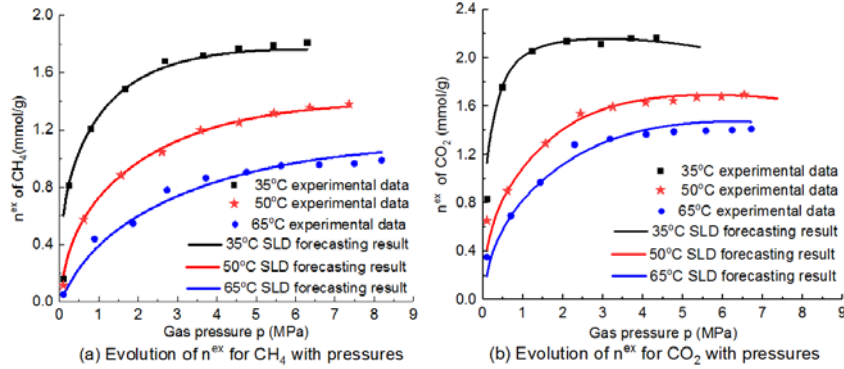 (a)
2.0
1.6
1.2
0.8
0.4
0.0
n^ex of CH₄(mmol/g)
35°C experimental data
50°C experimental data
65°C experimental data
35°C SLD forecasting result
50°C SLD forecasting result
65°C SLD forecasting result
0 1 2 3 4 5 6 7 8 9
Gas pressure p (MPa)
(a) Evolution of n^ex for CH₄ with pressures
(b)
2.4
2.0
1.6
1.2
0.8
0.4
0.0
n^ex of CO₂(mmol/g)
35°C experimental data
50°C experimental data
65°C experimental data
35°C SLD forecasting result
50°C SLD forecasting result
65°C SLD forecasting result
0 1 2 3 4 5 6 7 8 9
Gas pressure p (MPa)
(b) Evolution of n^ex for CO₂ with pressures